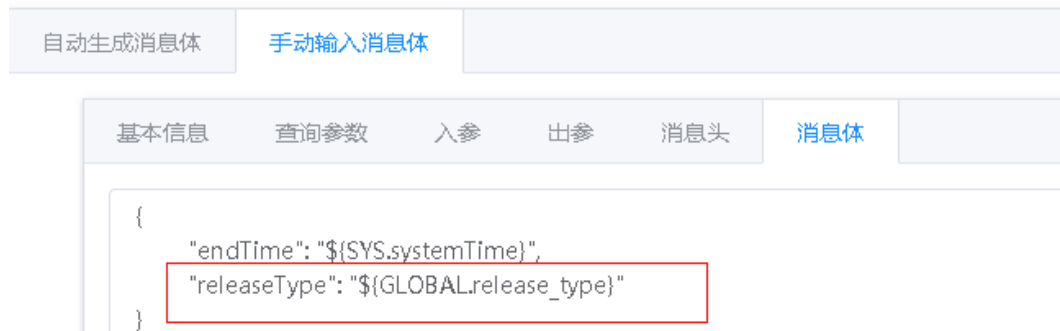 自动生成消息体 手动输入消息体
基本信息 查询参数 入参 出参 消息头 消息体
{
"endTime": "${SYS.systemTime}",
"releaseType": "${GLOBAL.release_type}"
}